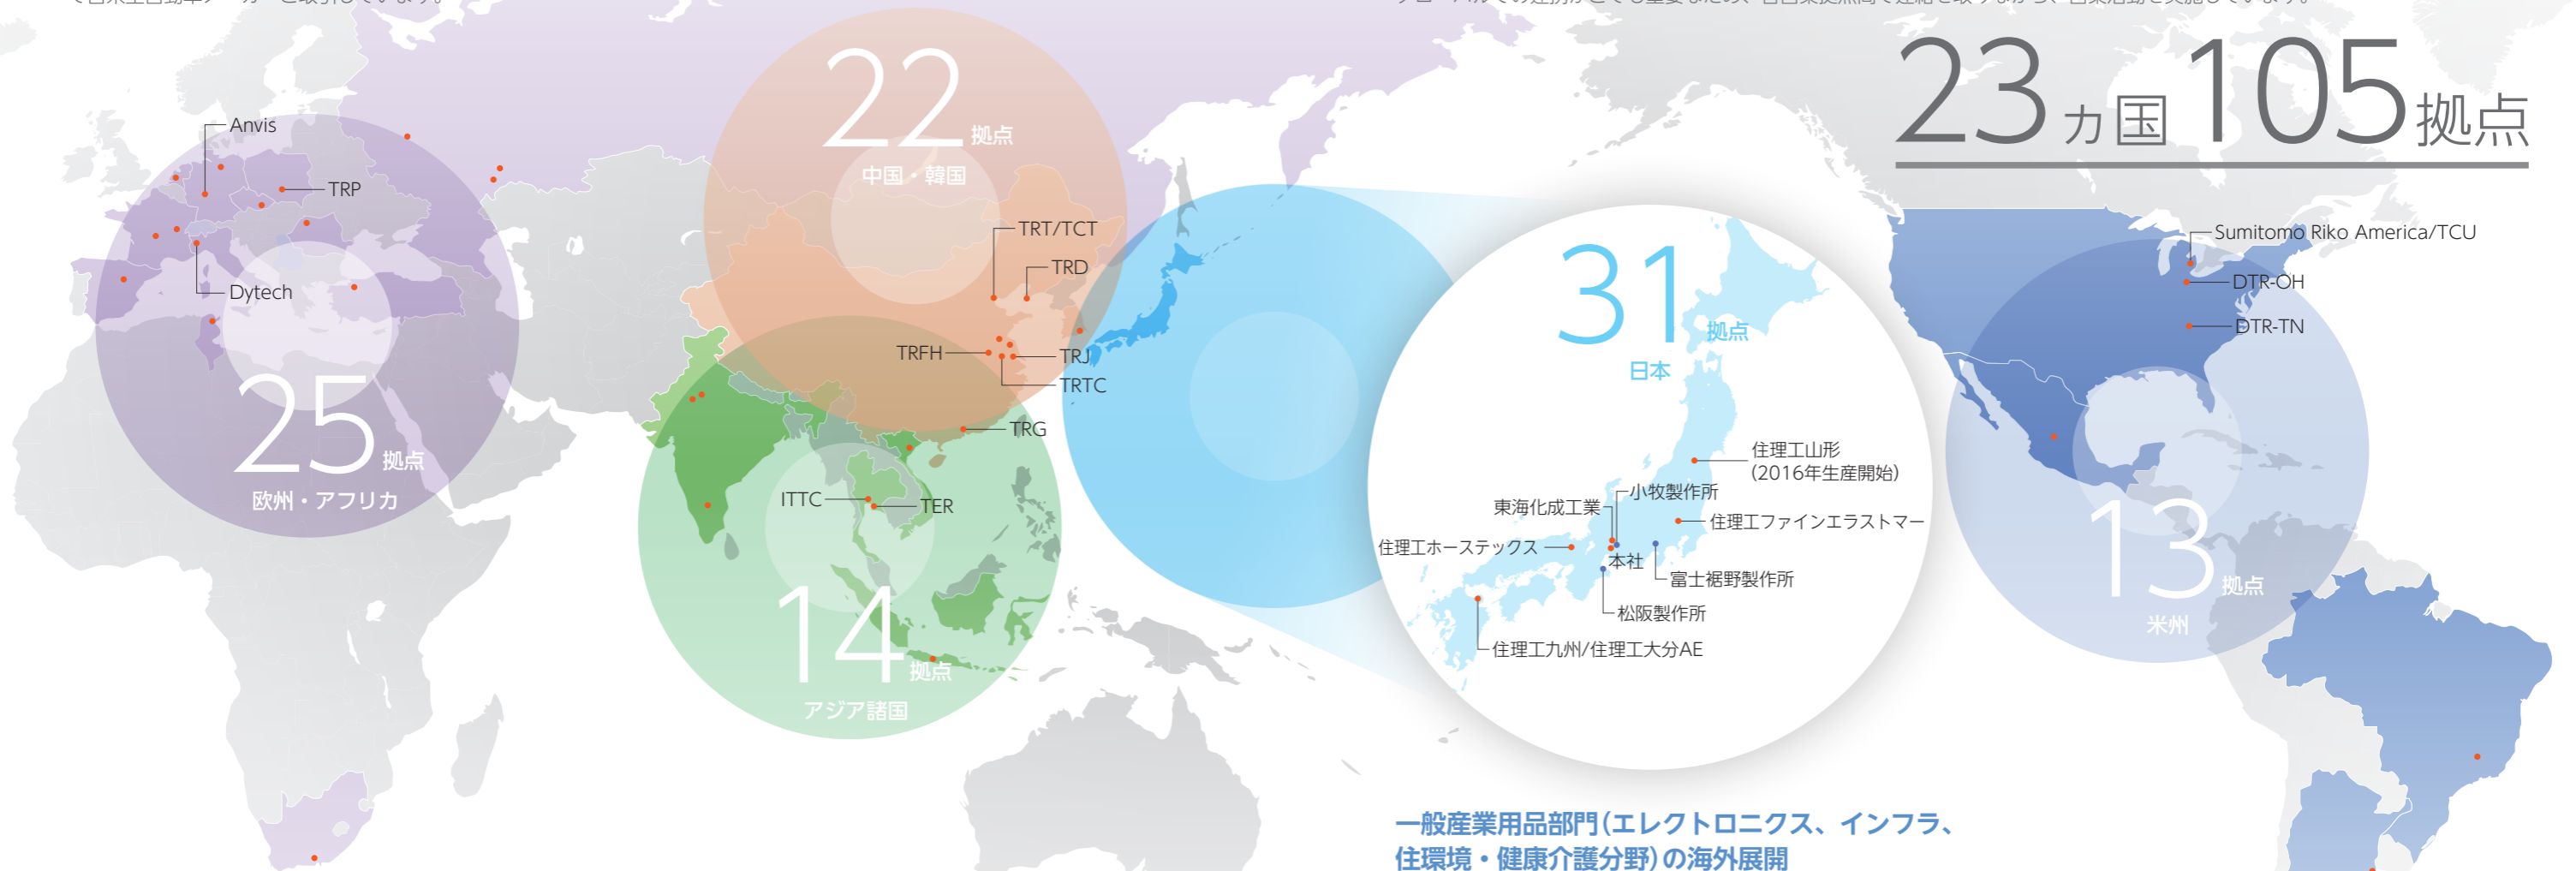 23ヵ国105拠点
22拠点
中国・韓国
Anvis
TRP
Dytech
25拠点
欧州・アフリカ
TRT/TCT
TRD
TRFH
TRJ
TRTC
TRG
ITTC
TER
14拠点
アジア諸国
31拠点
日本
住理工山形
(2016年生産開始)
小牧製作所
東海化成工業
住理工ファインエラストマー
住理工ホーステックス
本社
富士裾野製作所
松阪製作所
住理工九州/住理工大分AE
Sumitomo Riko America/TCU
DTR-OH
DTR-TN
13拠点
米州
一般産業用品部門(エレクトロニクス、インフラ、
住環境・健康介護分野)の海外展開